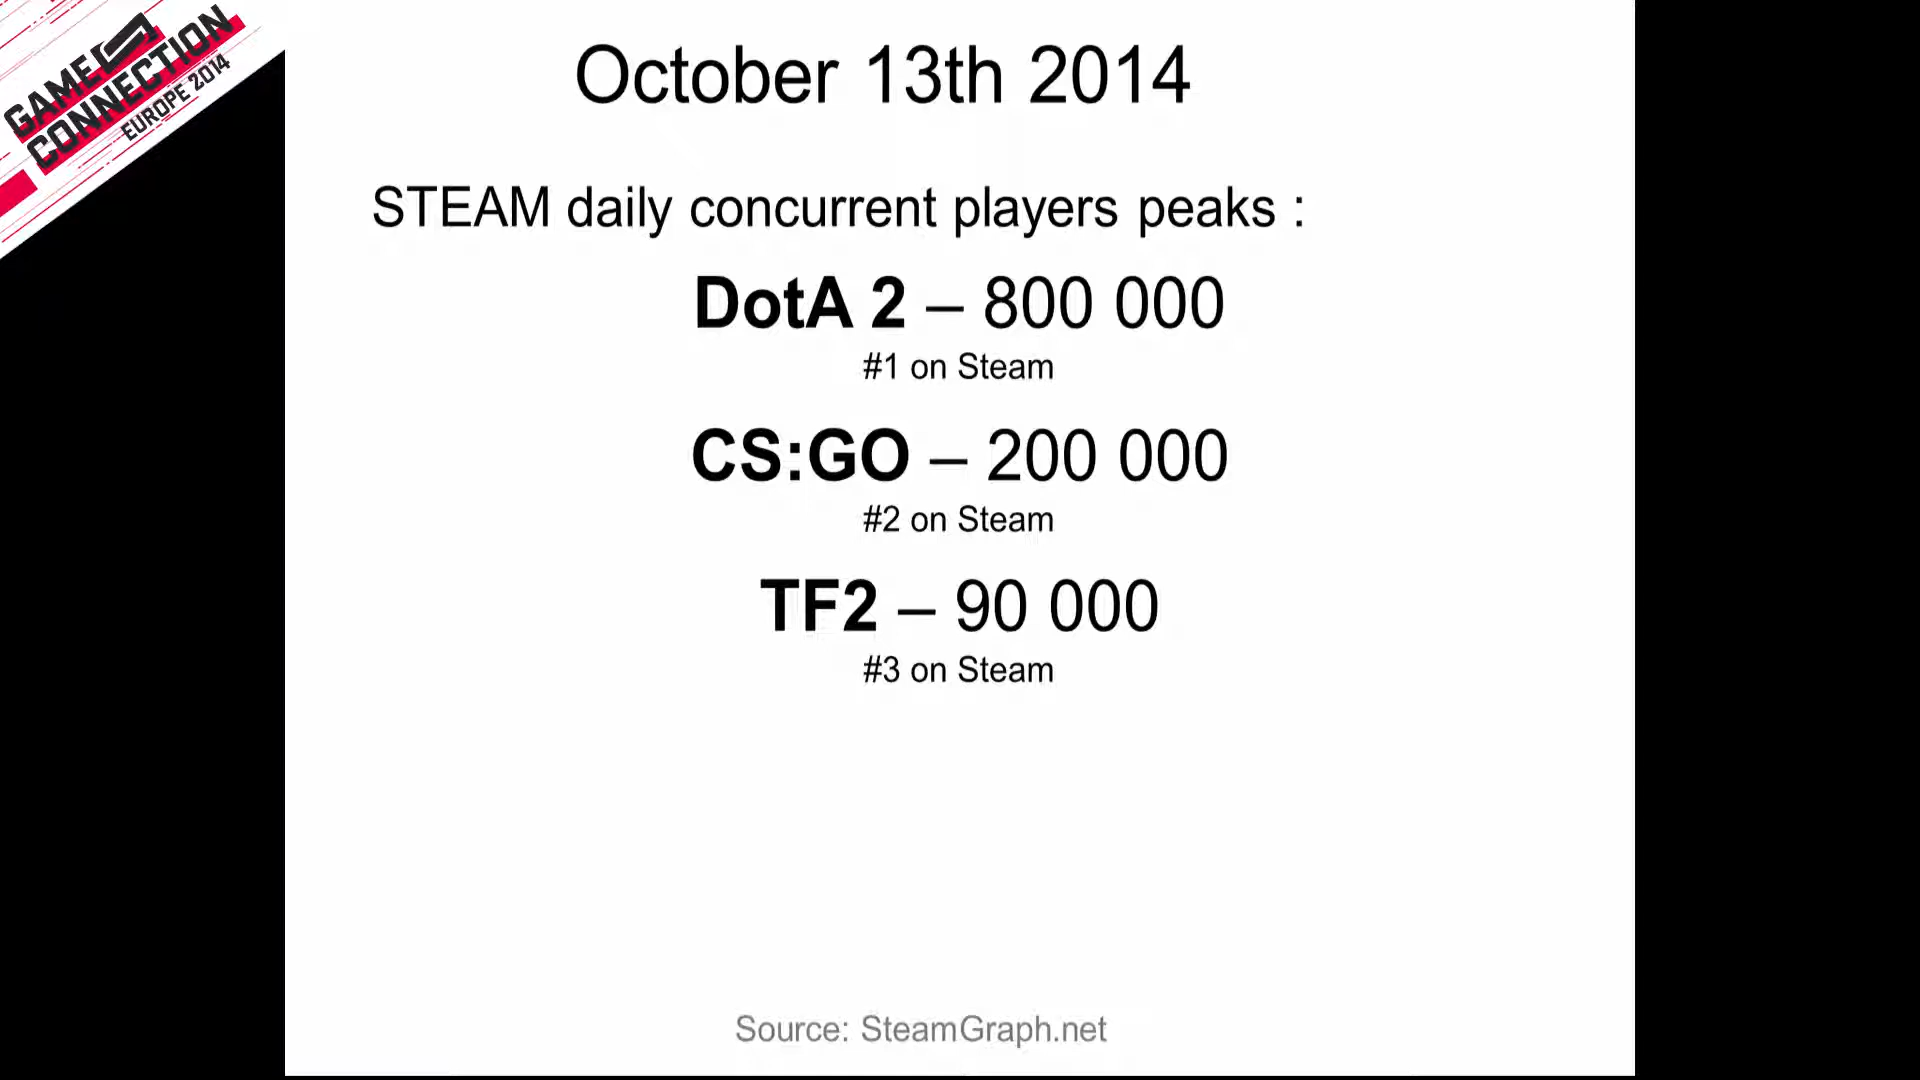 GAME
CONNECTION
EUROPE 2014
October 13th 2014
STEAM daily concurrent players peaks :
DotA 2 – 800 000
#1 on Steam
CS:GO – 200 000
#2 on Steam
TF2 – 90 000
#3 on Steam
Source: SteamGraph.net